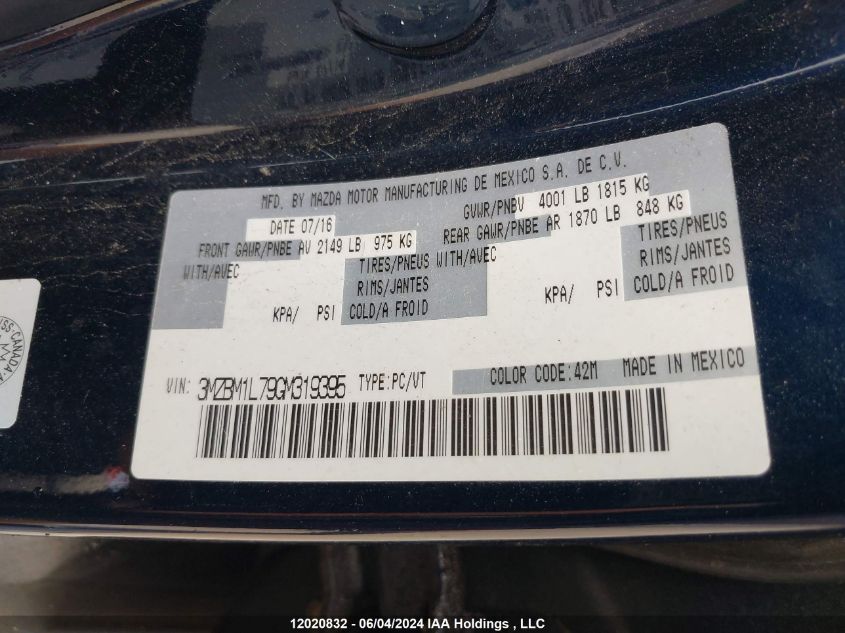 MFD. BY MAZDA MOTOR MANUFACTURING DE MEXICO S.A. DE C.V.
DATE 07/16 GVWR/PNBV 4001 LB 1815 KG
FRONT GAWR/PNBE AV 2149 LB 975 KG REAR GAWR/PNBE AR 1870 LB 848 KG
WITH/AVEC TIRES/PNEUS WITH/AVEC TIRES/PNEUS
RIMS/JANTES RIMS/JANTES
KPA/ PSI COLD/A FROID KPA/ PSI COLD/A FROID
VIN: 3MZBM1L79GM319395 TYPE:PC/VT COLOR CODE:42M MADE IN MEXICO
CANADA
12020832 - 06/04/2024 IAA Holdings , LLC